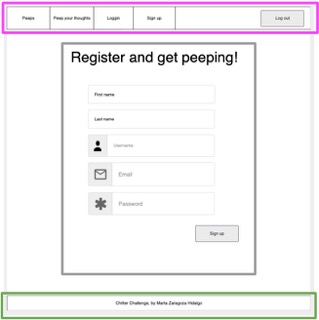 Peeps Peep your thoughts Loggin Sign up Log out
Register and get peeping!
First name
Last name
Username
Email
Password
Sign up
Chitter Challenge, by Marta Zaragoza Hidalgo